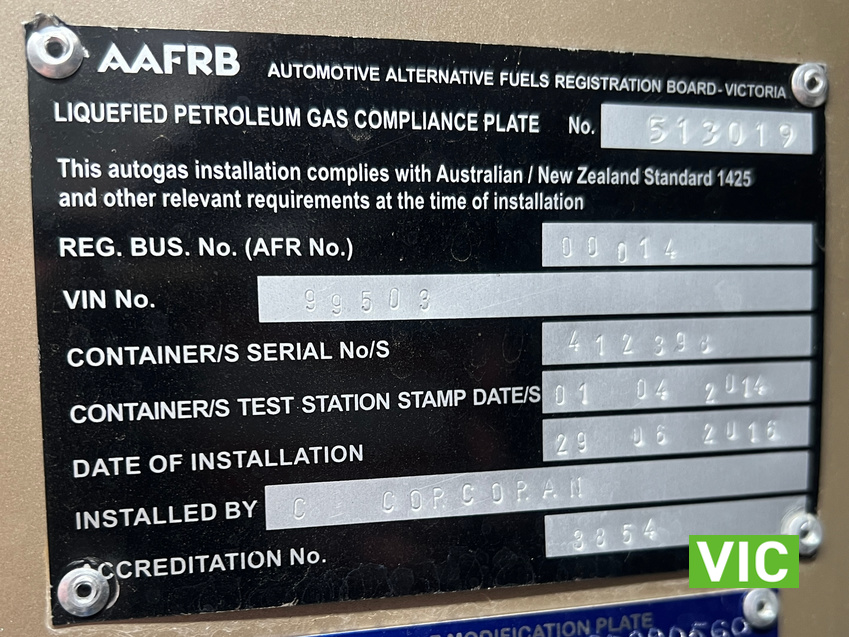 AAFRB AUTOMOTIVE ALTERNATIVE FUELS REGISTRATION BOARD-VICTORIA
LIQUEFIED PETROLEUM GAS COMPLIANCE PLATE No. 513019
This autogas installation complies with Australian / New Zealand Standard 1425
and other relevant requirements at the time of installation
REG. BUS. No. (AFR No.) 00014
VIN No. 99503
CONTAINER/S SERIAL No/S 412393
CONTAINER/S TEST STATION STAMP DATE/S 01 04 2014
DATE OF INSTALLATION 29 06 2016
INSTALLED BY C CORCORAN
ACCREDITATION No. 3854
VIC
MODIFICATION PLATE